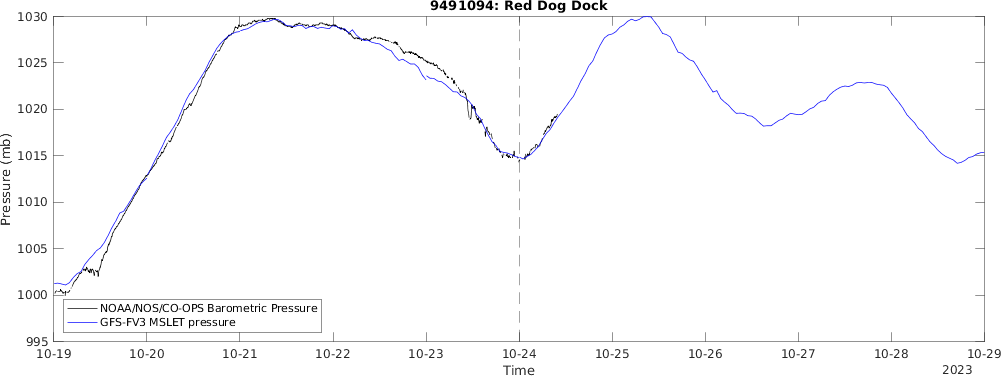 9491094: Red Dog Dock
Pressure (mb)
1030
1025
1020
1015
1010
1005
1000
995
NOAA/NOS/CO-OPS Barometric Pressure
GFS-FV3 MSLET pressure
10-19 10-20 10-21 10-22 10-23 10-24 10-25 10-26 10-27 10-28 10-29
Time
2023